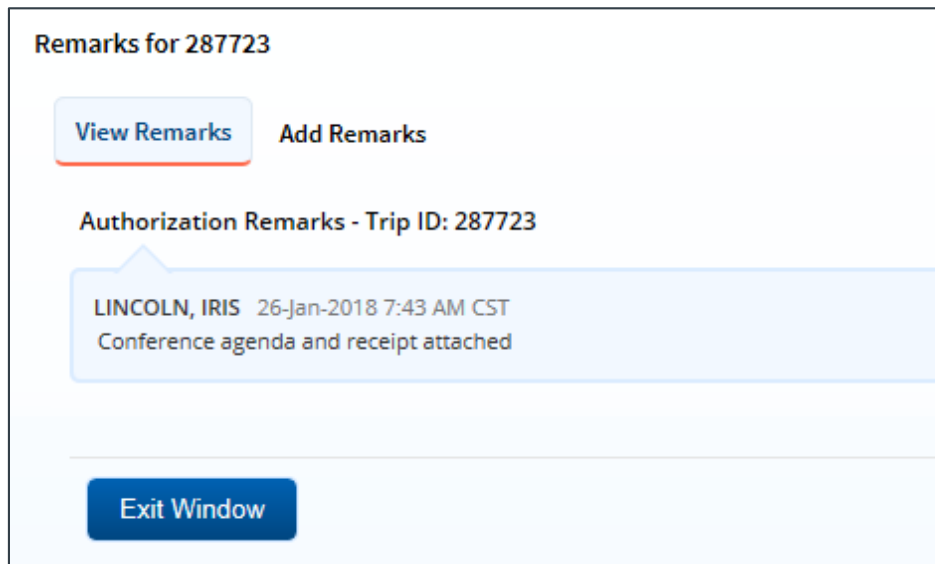 Remarks for 287723
View Remarks
Add Remarks
Authorization Remarks - Trip ID: 287723
LINCOLN, IRIS 26-Jan-2018 7:43 AM CST
Conference agenda and receipt attached
Exit Window